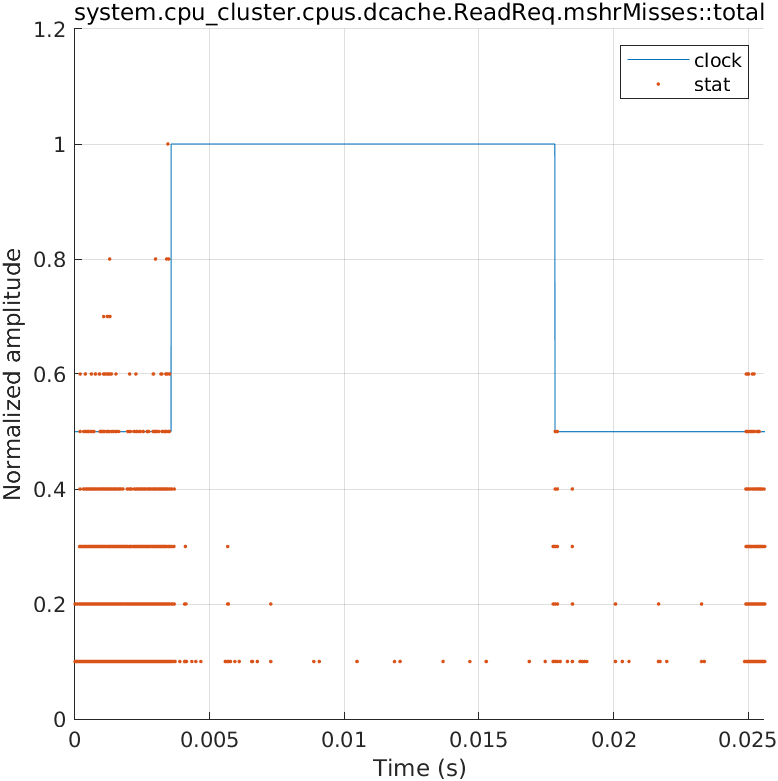 system.cpu_cluster.cpus.dcache.ReadReq.mshrMisses::total
1.2
1
0.8
0.6
0.4
0.2
0
Normalized amplitude
clock
stat
0
0.005
0.01
0.015
0.02
0.025
Time (s)